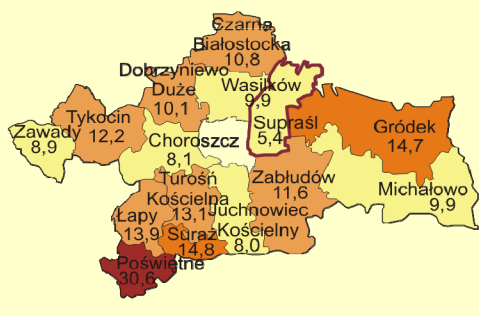 Czarna
Białostocka
10,8
Dobrzyniewo
Duże
10,1
Wasilków
9,9
Tykocin
12,2
Supraśl
5,4
Gródek
14,7
Zawady
8,9
Choroszcz
8,1
Turośń
Kościelna
13,1
Zabłudów
11,6
Michałowo
9,9
Łapy
13,9
Juchnowiec
Kościelny
8,0
Suraż
14,8
Poświętne
30,6